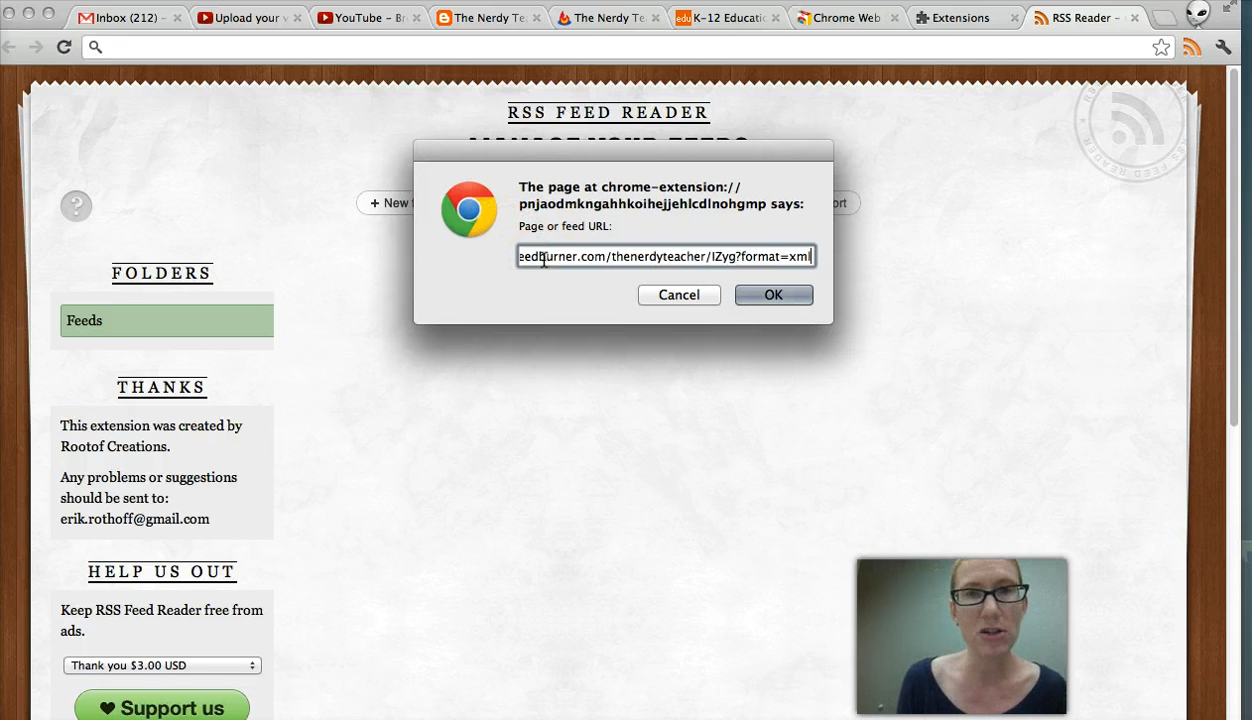 Inbox (212) –
Upload your v
YouTube – Br
The Nerdy Te
The Nerdy Te
K–12 Educatio
Chrome Web
Extensions
RSS Reader –
RSS FEED READER
MANAGE YOUR FEEDS
The page at chrome-extension://
pnjaodmkngahhkoihejjehlcdlnohgmp says:
Page or feed URL:
eedburner.com/thenerdyteacher/IZyg?format=xml
Cancel
OK
+ New f
ort
?
FOLDERS
Feeds
THANKS
This extension was created by
Rootof Creations.
Any problems or suggestions
should be sent to:
erik.rothoff@gmail.com
HELP US OUT
Keep RSS Feed Reader free from
ads.
Thank you $3.00 USD
Support us